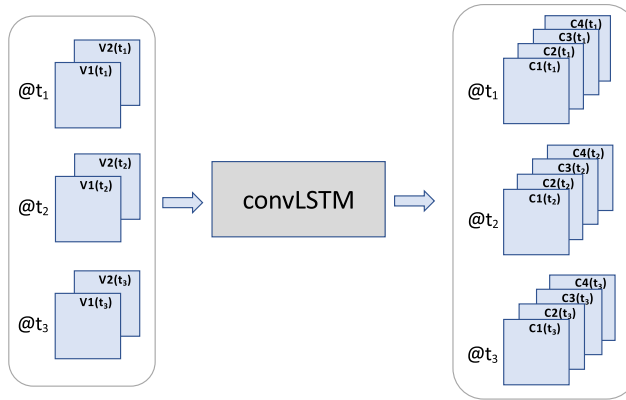 V2(t₁)
V1(t₁)
@t₁
V2(t₂)
V1(t₂)
@t₂
V2(t₃)
V1(t₃)
@t₃
convLSTM
C4(t₁)
C3(t₁)
C2(t₁)
C1(t₁)
@t₁
C4(t₂)
C3(t₂)
C2(t₂)
C1(t₂)
@t₂
C4(t₃)
C3(t₃)
C2(t₃)
C1(t₃)
@t₃